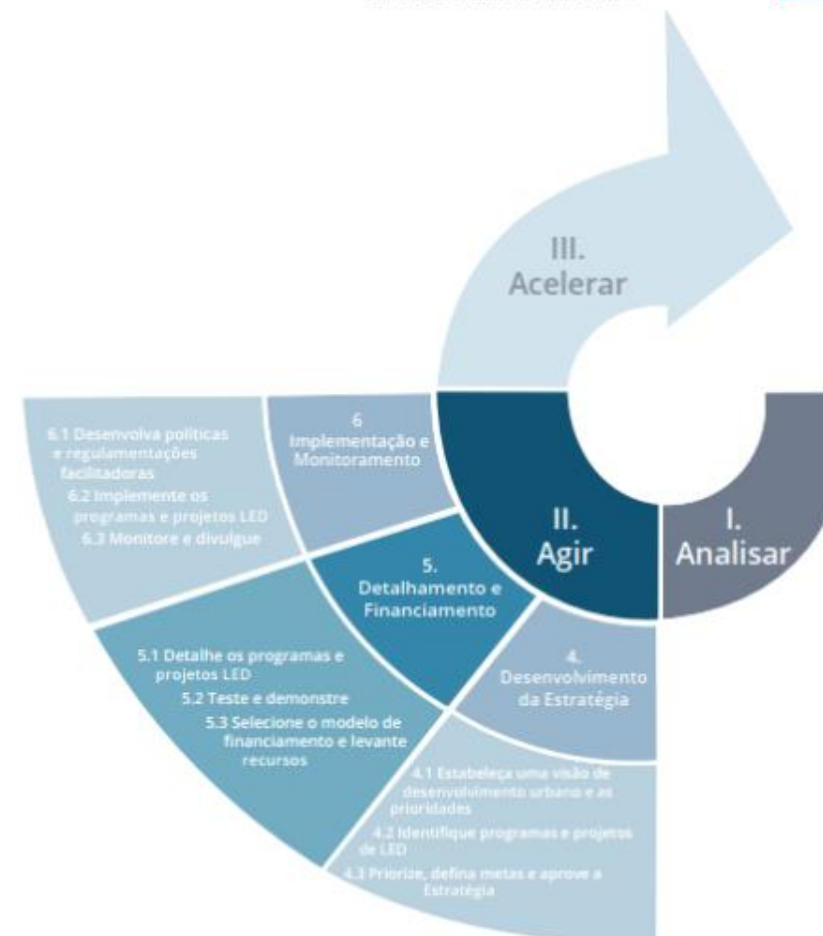 III.
Acelerar
6
Implementação e
Monitoramento
6.1 Desenvolva políticas
e regulamentações
facilitadoras
6.2 Implemente os
programas e projetos LED
6.3 Monitore e divulgue
II.
Agir
I.
Analisar
5.
Detalhamento e
Financiamento
5.1 Detalhe os programas e
projetos LED
5.2 Teste e demonstre
5.3 Selecione o modelo de
financiamento e levante
recursos
4.
Desenvolvimento
da Estratégia
4.1 Estabeleça uma visão de
desenvolvimento urbano e as
prioridades
4.2 Identifique programas e projetos
de LED
4.3 Priorize, defina metas e aprove a
Estratégia